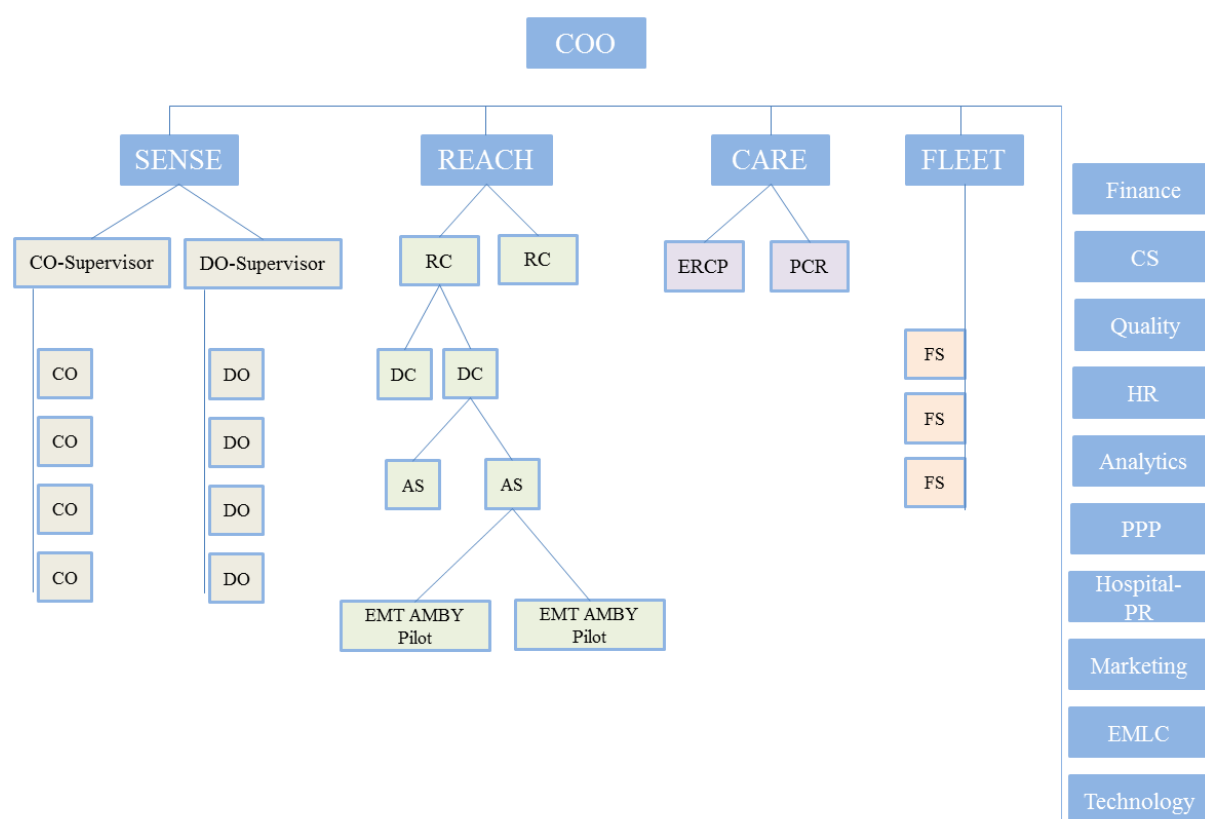 COO
SENSE
REACH
CARE
FLEET
Finance
CS
Quality
HR
Analytics
PPP
Hospital-
PR
Marketing
EMLC
Technology
CO-Supervisor
DO-Supervisor
RC
RC
ERCP
PCR
CO
CO
CO
CO
DO
DO
DO
DO
DC
DC
AS
AS
EMT AMBY
Pilot
EMT AMBY
Pilot
FS
FS
FS